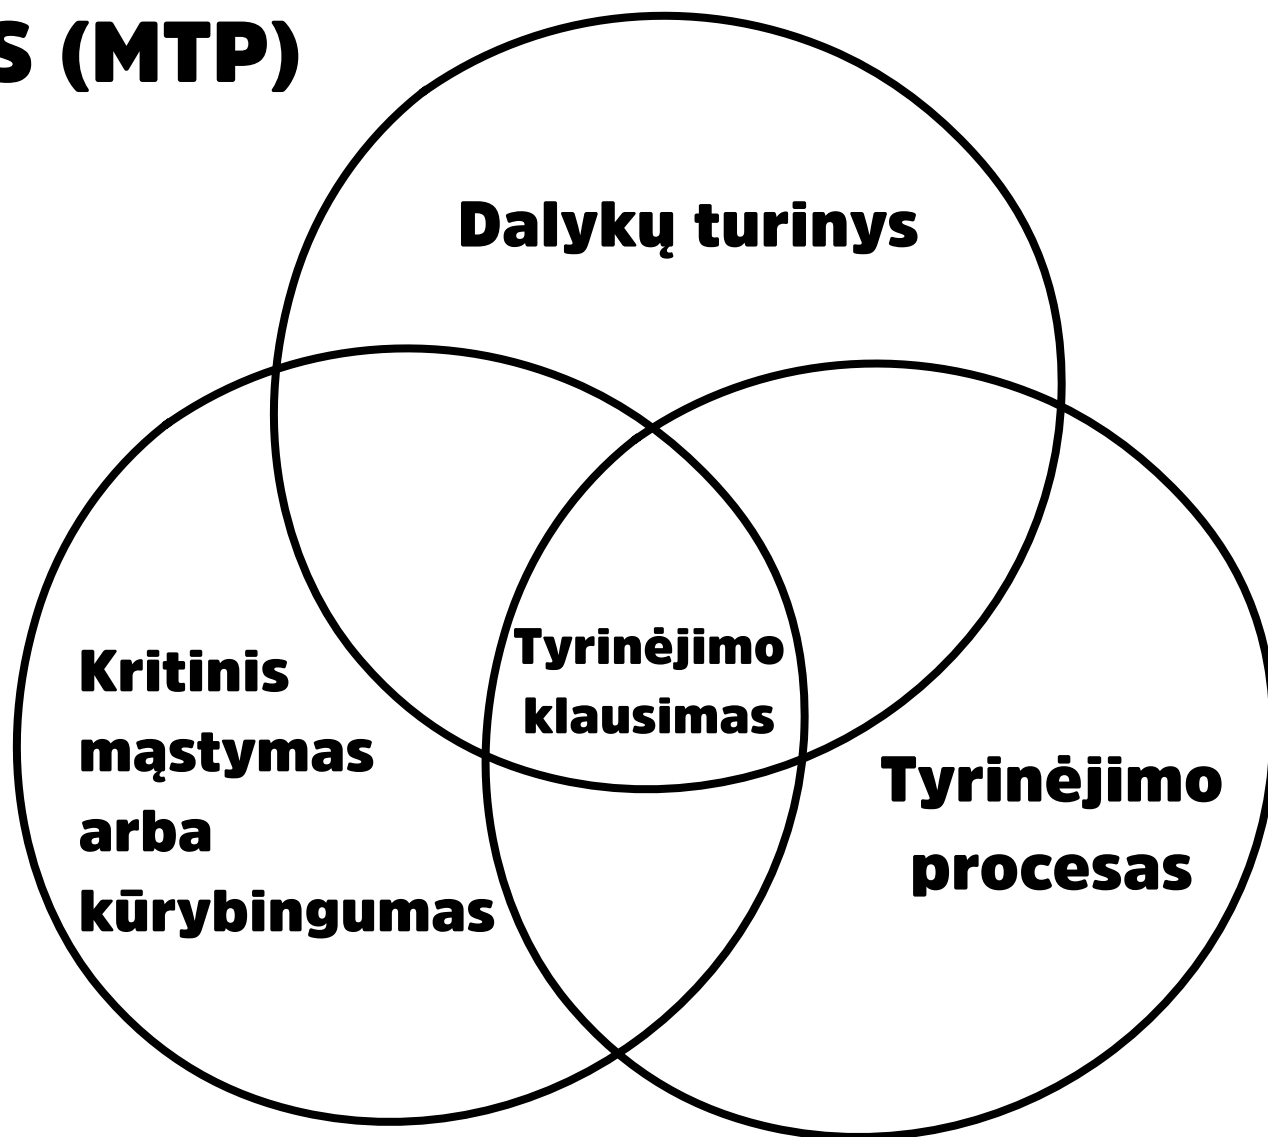 S (MTP)
Dalykų turinys
Tyrinėjimo
klausimas
Kritinis
mąstymas
arba
kūrybingumas
Tyrinėjimo
procesas